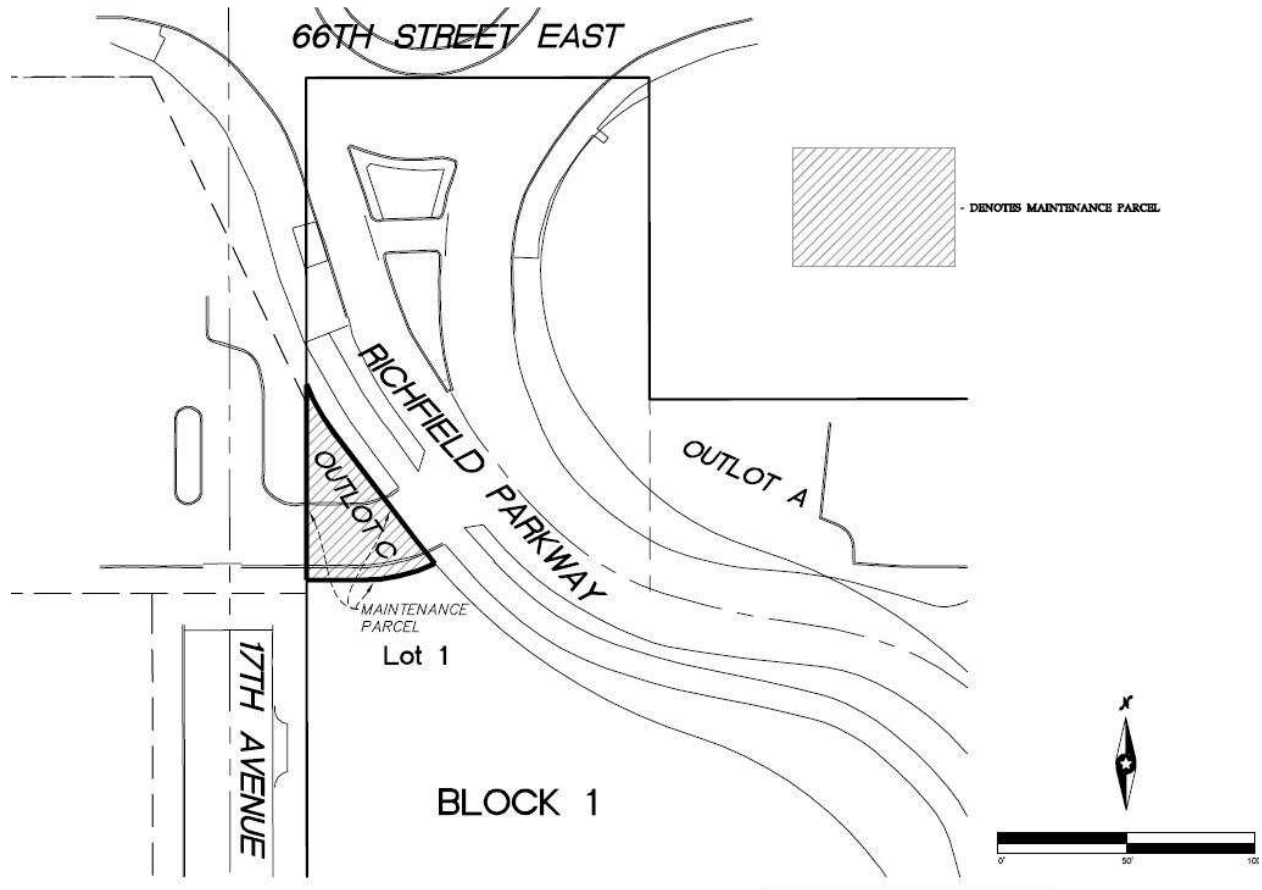 66TH STREET EAST
- DENOTES MAINTENANCE PARCEL
RICHFIELD PARKWAY
OUTLOT A
OUTLOT C
MAINTENANCE
PARCEL
Lot 1
17TH AVENUE
BLOCK 1
N
0' 50'